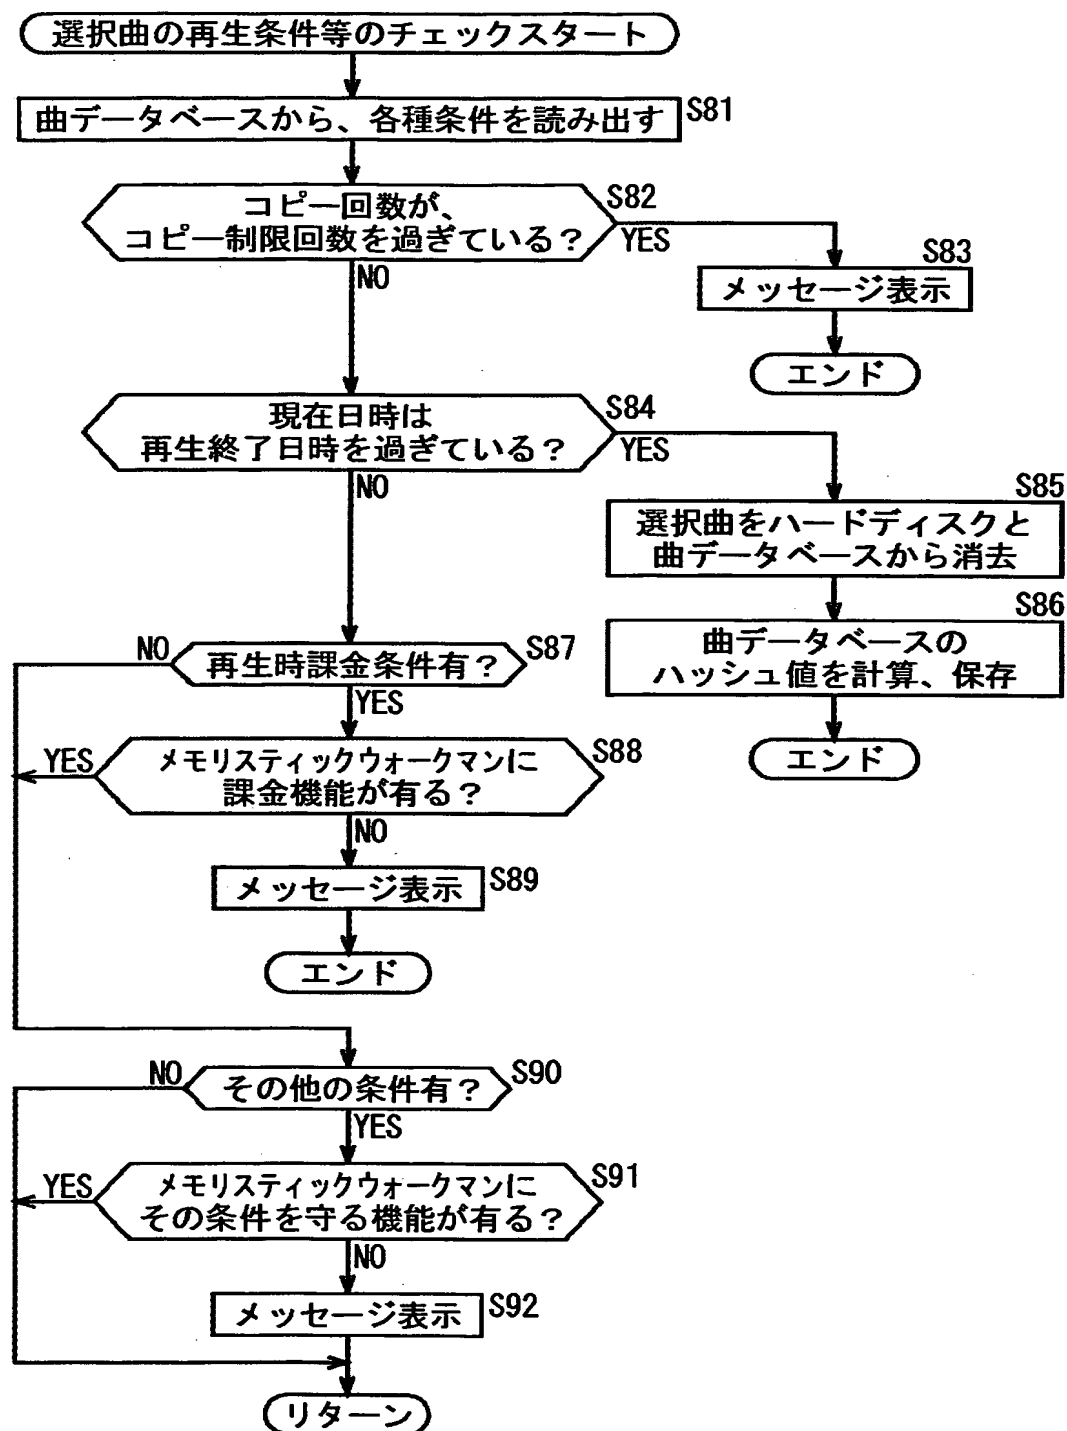 選択曲の再生条件等のチェックスタート
曲データベースから、各種条件を読み出す
S81
コピー回数が、
コピー制限回数を過ぎている?
S82
YES
NO
S83
メッセージ表示
エンド
現在日時は
再生終了日時を過ぎている?
S84
YES
NO
S85
選択曲をハードディスクと
曲データベースから消去
S86
曲データベースの
ハッシュ値を計算、保存
エンド
NO
再生時課金条件有?
S87
YES
YES
メモリスティックウォークマンに
課金機能が有る?
S88
NO
メッセージ表示
S89
エンド
NO
その他の条件有?
S90
YES
YES
メモリスティックウォークマンに
その条件を守る機能が有る?
S91
NO
メッセージ表示
S92
リターン